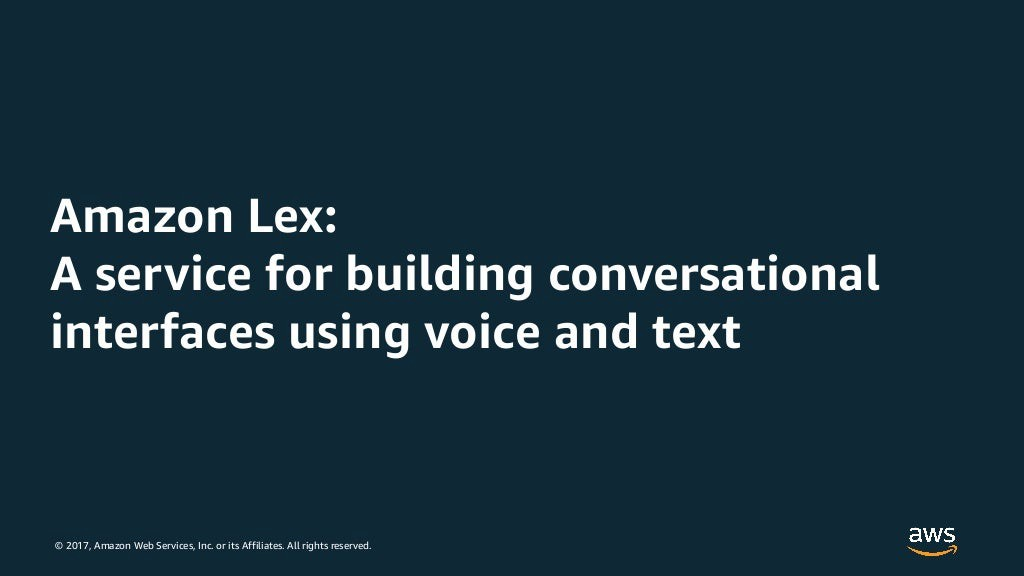 Amazon Lex:
A service for building conversational
interfaces using voice and text
© 2017, Amazon Web Services, Inc. or its Affiliates. All rights reserved.
aws